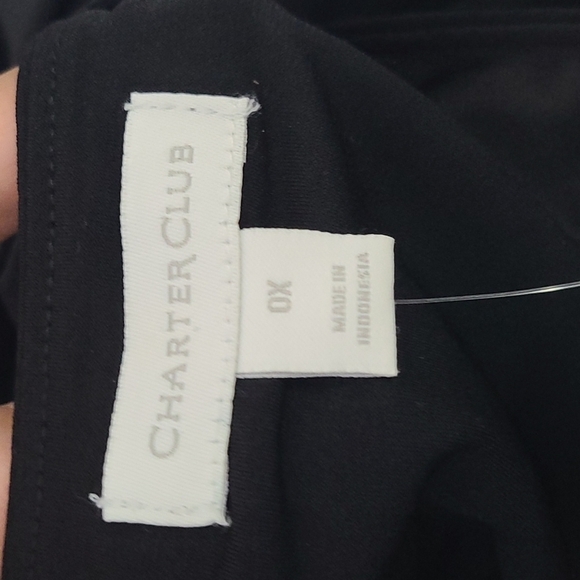 CHARTER CLUB
0X
MADE IN
INDONESIA